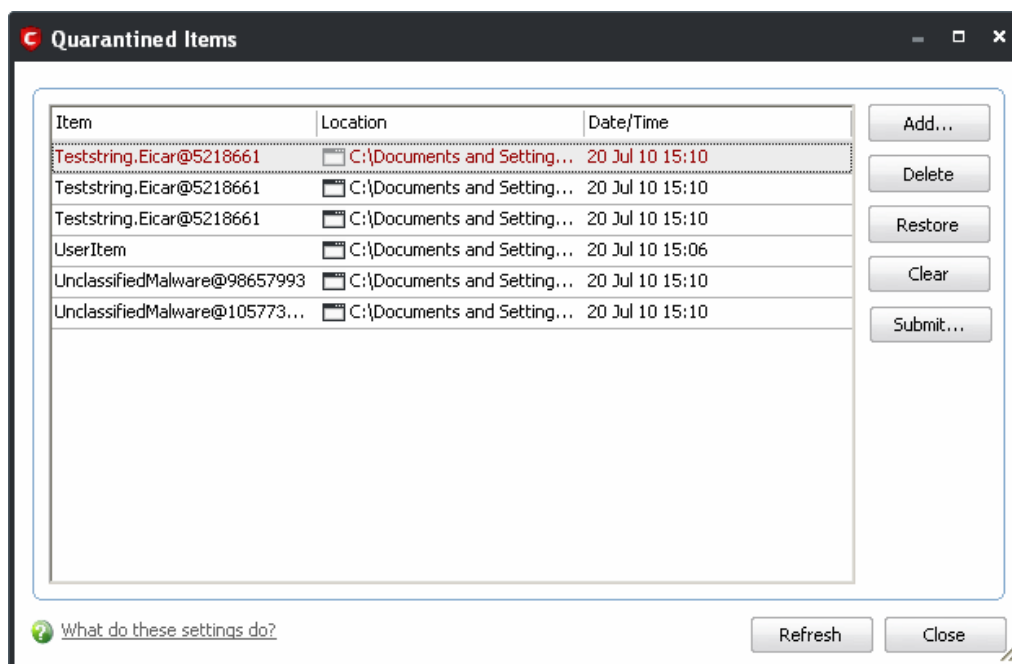 Quarantined Items
Item Location Date/Time
Teststring.Eicar@5218661 C:\Documents and Setting... 20 Jul 10 15:10
Teststring.Eicar@5218661 C:\Documents and Setting... 20 Jul 10 15:10
Teststring.Eicar@5218661 C:\Documents and Setting... 20 Jul 10 15:10
UserItem C:\Documents and Setting... 20 Jul 10 15:06
UnclassifiedMalware@98657993 C:\Documents and Setting... 20 Jul 10 15:10
UnclassifiedMalware@105773... C:\Documents and Setting... 20 Jul 10 15:10
Add...
Delete
Restore
Clear
Submit...
What do these settings do?
Refresh Close